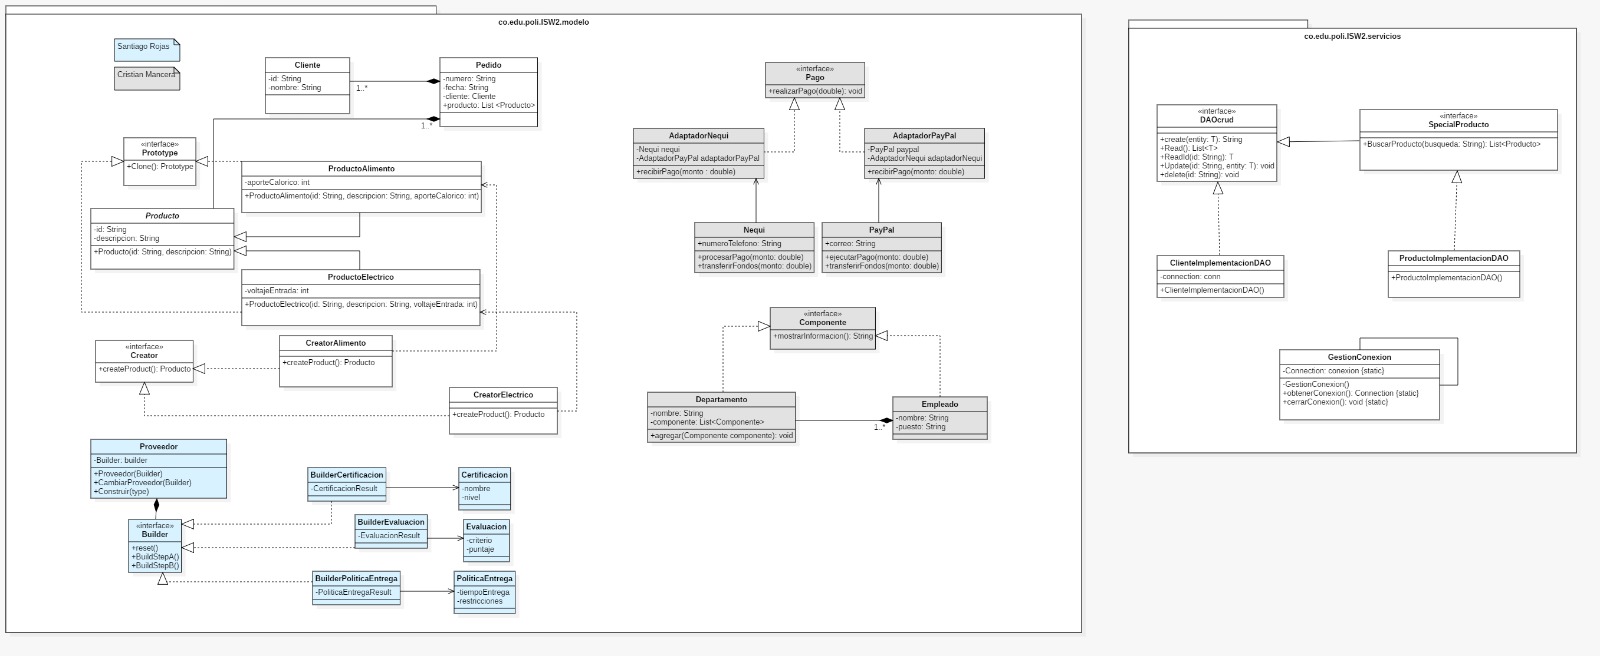 co.edu.poli.ISW2.modelo
Santiago Rojas
Cristian Mancera
Cliente
-id: String
-nombre: String
1..*
Pedido
-numero: String
-fecha: String
-cliente: Cliente
+producto: List <Producto>
1..*
«interface»
Prototype
+Clone(): Prototype
ProductoAlimento
-aporteCalorico: int
+ProductoAlimento(id: String, descripcion: String, aporteCalorico: int)
Producto
-id: String
-descripcion: String
+Producto(id: String, descripcion: String)
ProductoElectrico
-voltajeEntrada: int
+ProductoElectrico(id: String, descripcion: String, voltajeEntrada: int)
«interface»
Creator
+createProduct(): Producto
CreatorAlimento
+createProduct(): Producto
CreatorElectrico
+createProduct(): Producto
Proveedor
-Builder: builder
+Proveedor(Builder)
+CambiarProveedor(Builder)
+Construir(type)
«interface»
Builder
+reset()
+BuildStepA()
+BuildStepB()
BuilderCertificacion
-CertificacionResult
Certificacion
-nombre
-nivel
BuilderEvaluacion
-EvaluacionResult
Evaluacion
-criterio
-puntaje
BuilderPoliticaEntrega
-PoliticaEntregaResult
PoliticaEntrega
-tiempoEntrega
-restricciones
«interface»
Pago
+realizarPago(double): void
AdaptadorNequi
-Nequi nequi
-AdaptadorPayPal adaptadorPayPal
+recibirPago(monto : double)
AdaptadorPayPal
-PayPal paypal
-AdaptadorNequi adaptadorNequi
+recibirPago(monto: double)
Nequi
+numeroTelefono: String
+procesarPago(monto: double)
+transferirFondos(monto: double)
PayPal
+correo: String
+ejecutarPago(monto: double)
+transferirFondos(monto: double)
«interface»
Componente
+mostrarInformacion(): String
Departamento
-nombre: String
-componente: List<Componente>
+agregar(Componente componente): void
1..*
Empleado
-nombre: String
-puesto: String
co.edu.poli.ISW2.servicios
«interface»
DAOcrud
+create(entity: T): String
+Read(): List<T>
+ReadId(id: String): T
+Update(id: String, entity: T): void
+delete(id: String): void
«interface»
SpecialProducto
+BuscarProducto(busqueda: String): List<Producto>
ClienteImplementacionDAO
-connection: conn
+ClienteImplementacionDAO()
ProductoImplementacionDAO
+ProductoImplementacionDAO()
GestionConexion
-Connection: conexion {static}
-GestionConexion()
+obtenerConexion(): Connection {static}
+cerrarConexion(): void {static}